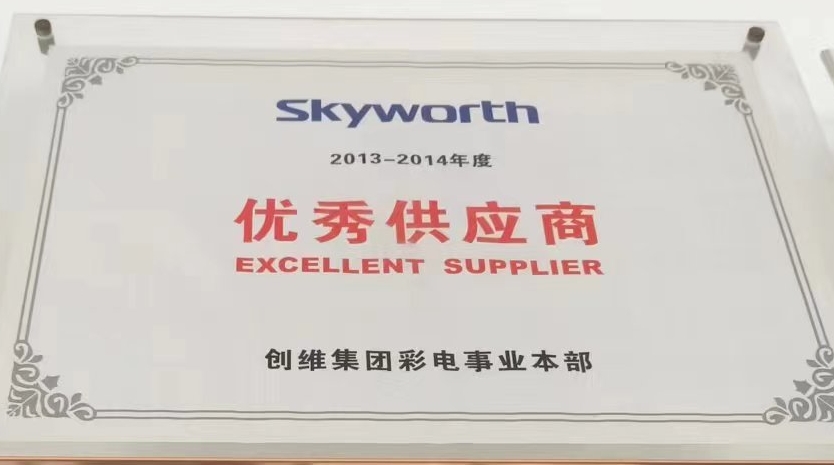 Skyworth
2013-2014年度
优秀供应商
EXCELLENT SUPPLIER
创维集团彩电事业本部